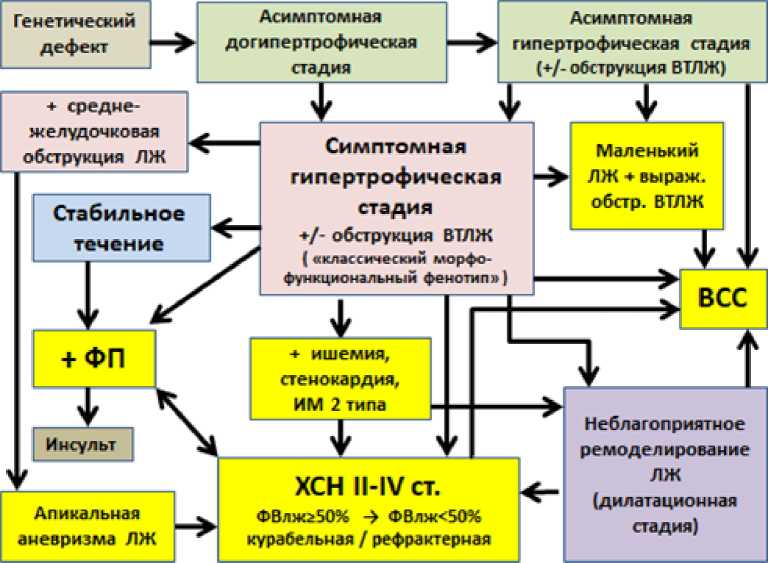 Генетический
дефект
Асимптомная
догипертрофическая
стадия
Асимптомная
гипертрофическая стадия
(+/- обструкция ВТЛЖ)
+ средне-
желудочковая
обструкция ЛЖ
Симптомная
гипертрофическая
стадия
+/- обструкция ВТЛЖ
( «классический морфо-
функциональный фенотип» )
Маленький
ЛЖ + выраж.
обстр. ВТЛЖ
Стабильное
течение
ВСС
+ ФП
+ ишемия,
стенокардия,
ИМ 2 типа
Инсульт
Неблагоприятное
ремоделирование
ЛЖ
(дилатационная
стадия)
Апикальная
аневризма ЛЖ
ХСН II-IV ст.
ФВлж≥50% → ФВлж<50%
курабельная / рефрактерная